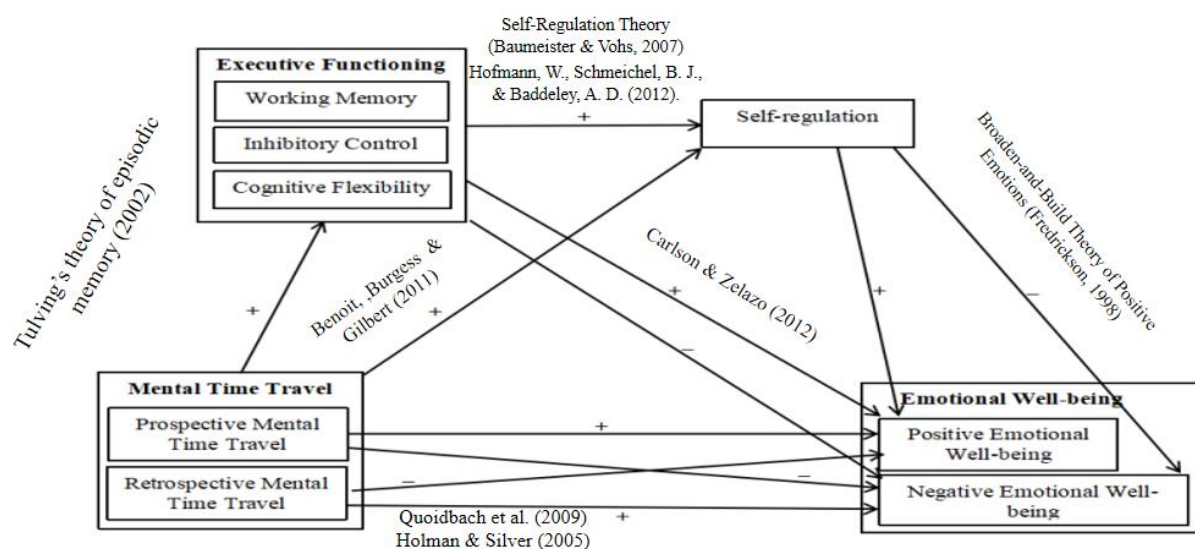 Self-Regulation Theory
(Baumeister & Vohs, 2007)
Hofmann, W., Schmeichel, B. J.,
& Baddeley, A. D. (2012).
Executive Functioning
Working Memory
Inhibitory Control
Cognitive Flexibility
+
Self-regulation
Tulving’s theory of episodic
memory (2002)
+
Benoit, ,Burgess &
Gilbert (2011)
+
Carlson & Zelazo (2012)
+
–
Broaden-and-Build Theory of Positive
Emotions (Fredrickson, 1998)
+
–
Mental Time Travel
Prospective Mental
Time Travel
Retrospective Mental
Time Travel
+
–
–
+
Quoidbach et al. (2009)
Holman & Silver (2005)
Emotional Well-being
Positive Emotional
Well-being
Negative Emotional Well-
being